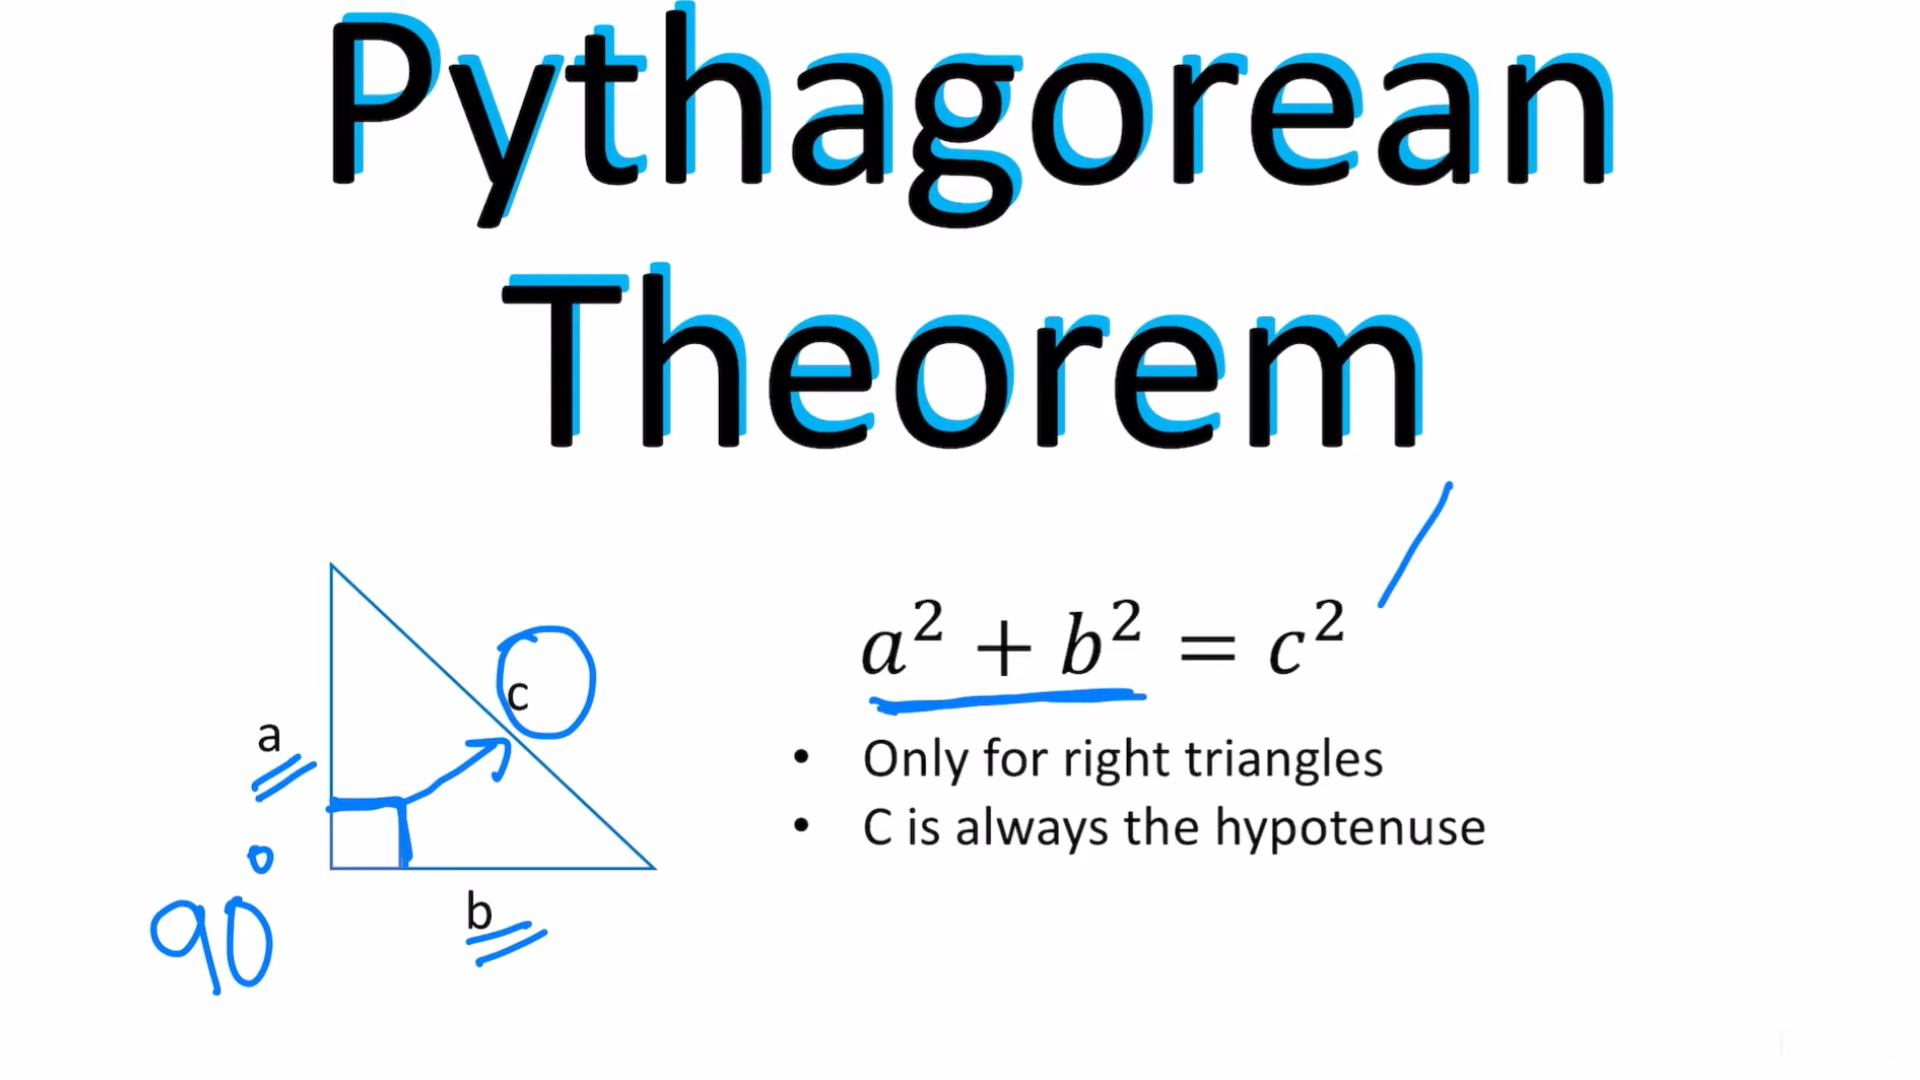 Pythagorean
Theorem
a² + b² = c²
c
a
• Only for right triangles
• C is always the hypotenuse
b
90°